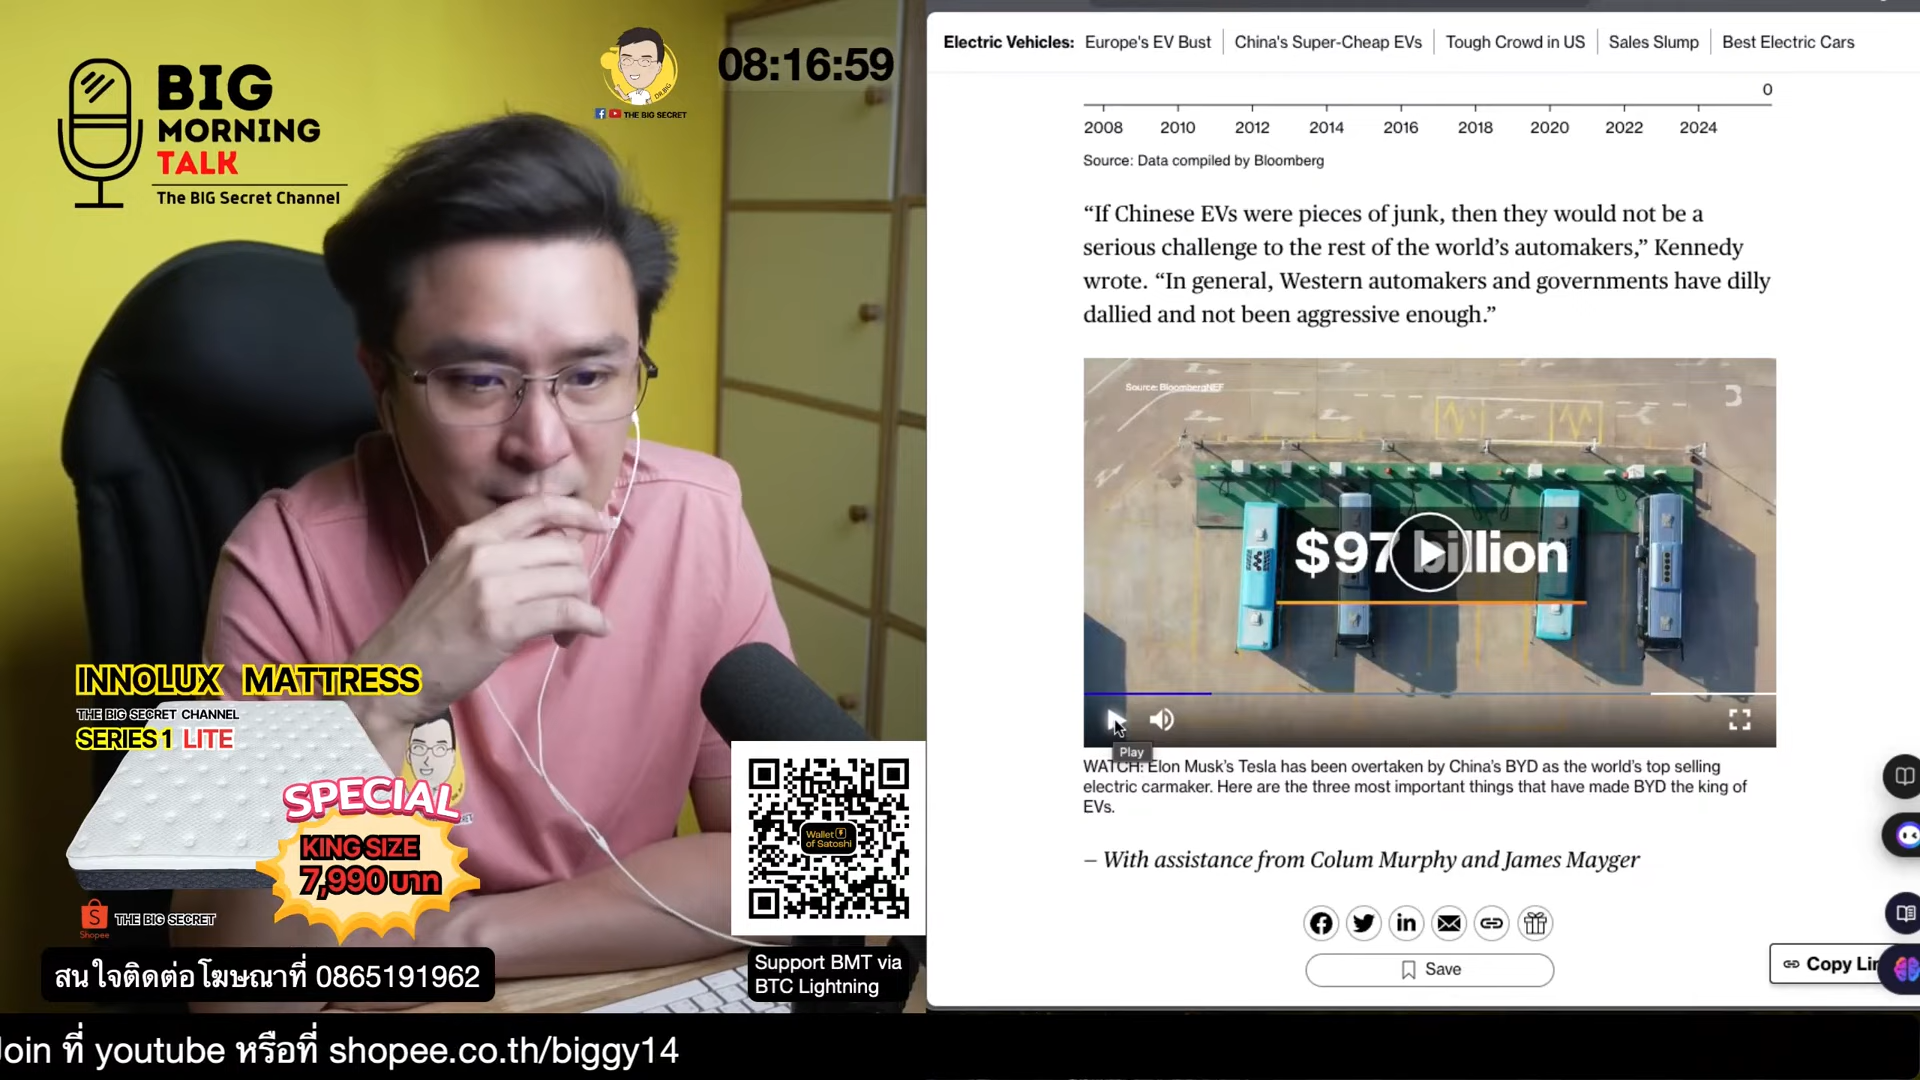 BIG
MORNING
TALK
The BIG Secret Channel
DR.BIG
THE BIG SECRET
08:16:59
INNOLUX MATTRESS
THE BIG SECRET CHANNEL
SERIES 1 LITE
SPECIAL
KING SIZE
7,990 บาท
Shopee
THE BIG SECRET
สนใจติดต่อโฆษณาที่ 0865191962
Wallet
of Satoshi
Support BMT via
BTC Lightning
Join ที่ youtube หรือที่ shopee.co.th/biggy14
Electric Vehicles: Europe's EV Bust China's Super-Cheap EVs Tough Crowd in US Sales Slump Best Electric Cars
0
2008 2010 2012 2014 2016 2018 2020 2022 2024
Source: Data compiled by Bloomberg
“If Chinese EVs were pieces of junk, then they would not be a
serious challenge to the rest of the world’s automakers,” Kennedy
wrote. “In general, Western automakers and governments have dilly
dallied and not been aggressive enough.”
Source: BloombergNEF
$97 billion
Play
WATCH: Elon Musk’s Tesla has been overtaken by China’s BYD as the world’s top selling
electric carmaker. Here are the three most important things that have made BYD the king of
EVs.
– With assistance from Colum Murphy and James Mayger
Save
Copy Lin